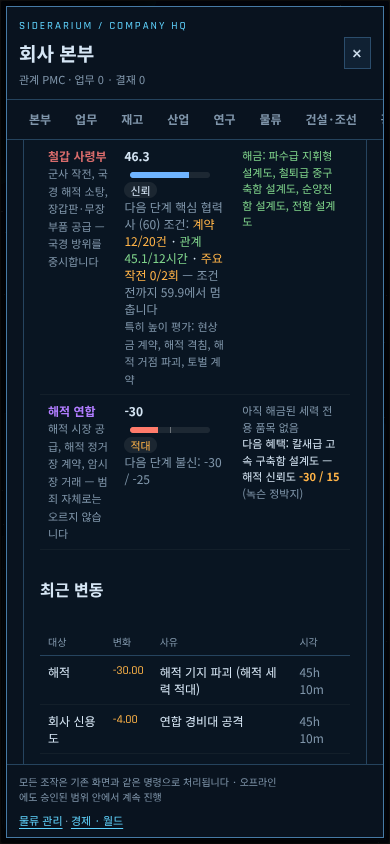 SIDERARIUM / COMPANY HQ
회사 본부
×
관계 PMC · 업무 0 · 결재 0
본부 업무 재고 산업 연구 물류 건설·조선
철갑 사령부
군사 작전, 국
경 해적 소탕,
장갑판·무장
부품 공급 —
국경 방위를
중시합니다
46.3
신뢰
다음 단계 핵심 협력
사 (60) 조건: 계약
12/20건 · 관계
45.1/12시간 · 주요
작전 0/2회 — 조건
전까지 59.9에서 멈
춥니다
특히 높이 평가: 현상
금 계약, 해적 격침, 해
적 거점 파괴, 토벌 계
약
해금: 파수급 지휘형
설계도, 철퇴급 중구
축함 설계도, 순양전
함 설계도, 전함 설계
도
해적 연합
해적 시장 공
급, 해적 정거
장 계약, 암시
장 거래 — 범
죄 자체로는
오르지 않습
니다
-30
적대
다음 단계 불신: -30
/ -25
아직 해금된 세력 전
용 품목 없음
다음 혜택: 칼새급 고
속 구축함 설계도 —
해적 신뢰도 -30 / 15
(녹슨 정박지)
최근 변동
대상 변화 사유 시각
해적 -30.00 해적 기지 파괴 (해적 세
력 적대) 45h
10m
회사 신용
도 -4.00 연합 경비대 공격 45h
10m
모든 조작은 기존 화면과 같은 명령으로 처리됩니다 · 오프라인
에도 승인된 범위 안에서 계속 진행
물류 관리 · 경제 · 월드